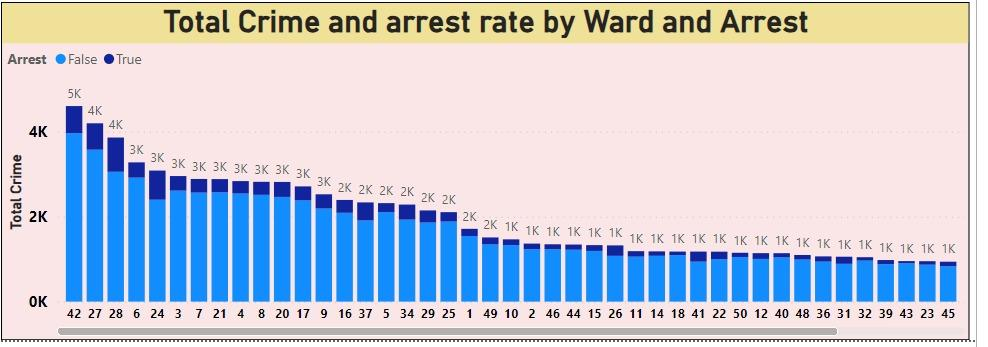 Total Crime and arrest rate by Ward and Arrest
Arrest False True
5K 4K 4K 3K 3K 3K 3K 3K 3K 3K 3K 3K 3K 2K 2K 2K 2K 2K 2K 2K 2K 1K 1K 1K 1K 1K 1K 1K 1K 1K 1K 1K 1K 1K 1K 1K 1K 1K 1K 1K 1K 1K 1K
4K
2K
0K
Total Crime
42 27 28 6 24 3 7 21 4 8 20 17 9 16 37 5 34 29 25 1 49 10 2 46 44 15 26 11 14 18 41 22 50 12 40 48 36 31 32 39 43 23 45